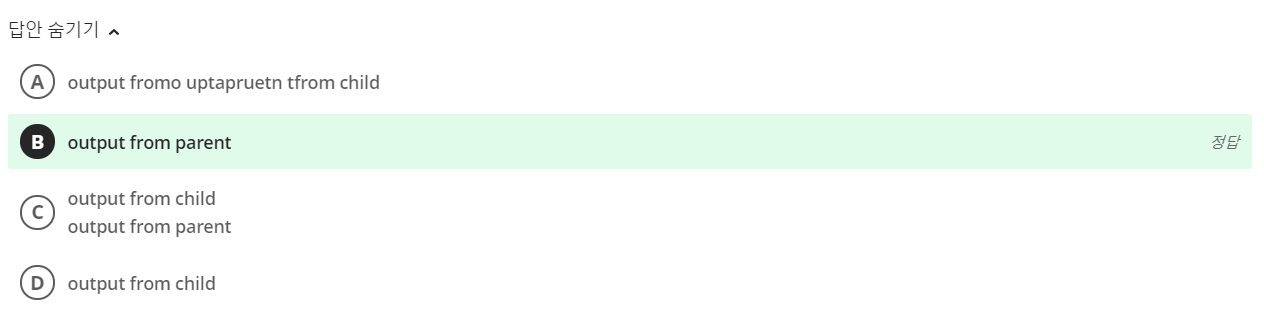 답안 숨기기
A output fromo uptapruetn tfrom child
B output from parent 정답
C output from child
output from parent
D output from child